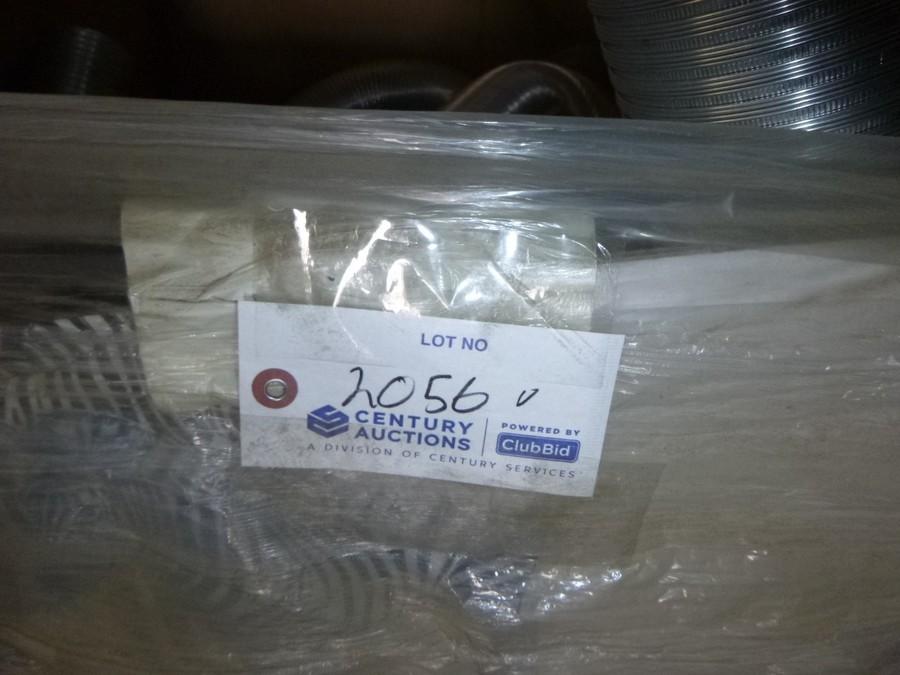 LOT NO
2056
CENTURY
AUCTIONS
POWERED BY
ClubBid
A DIVISION OF CENTURY SERVICES